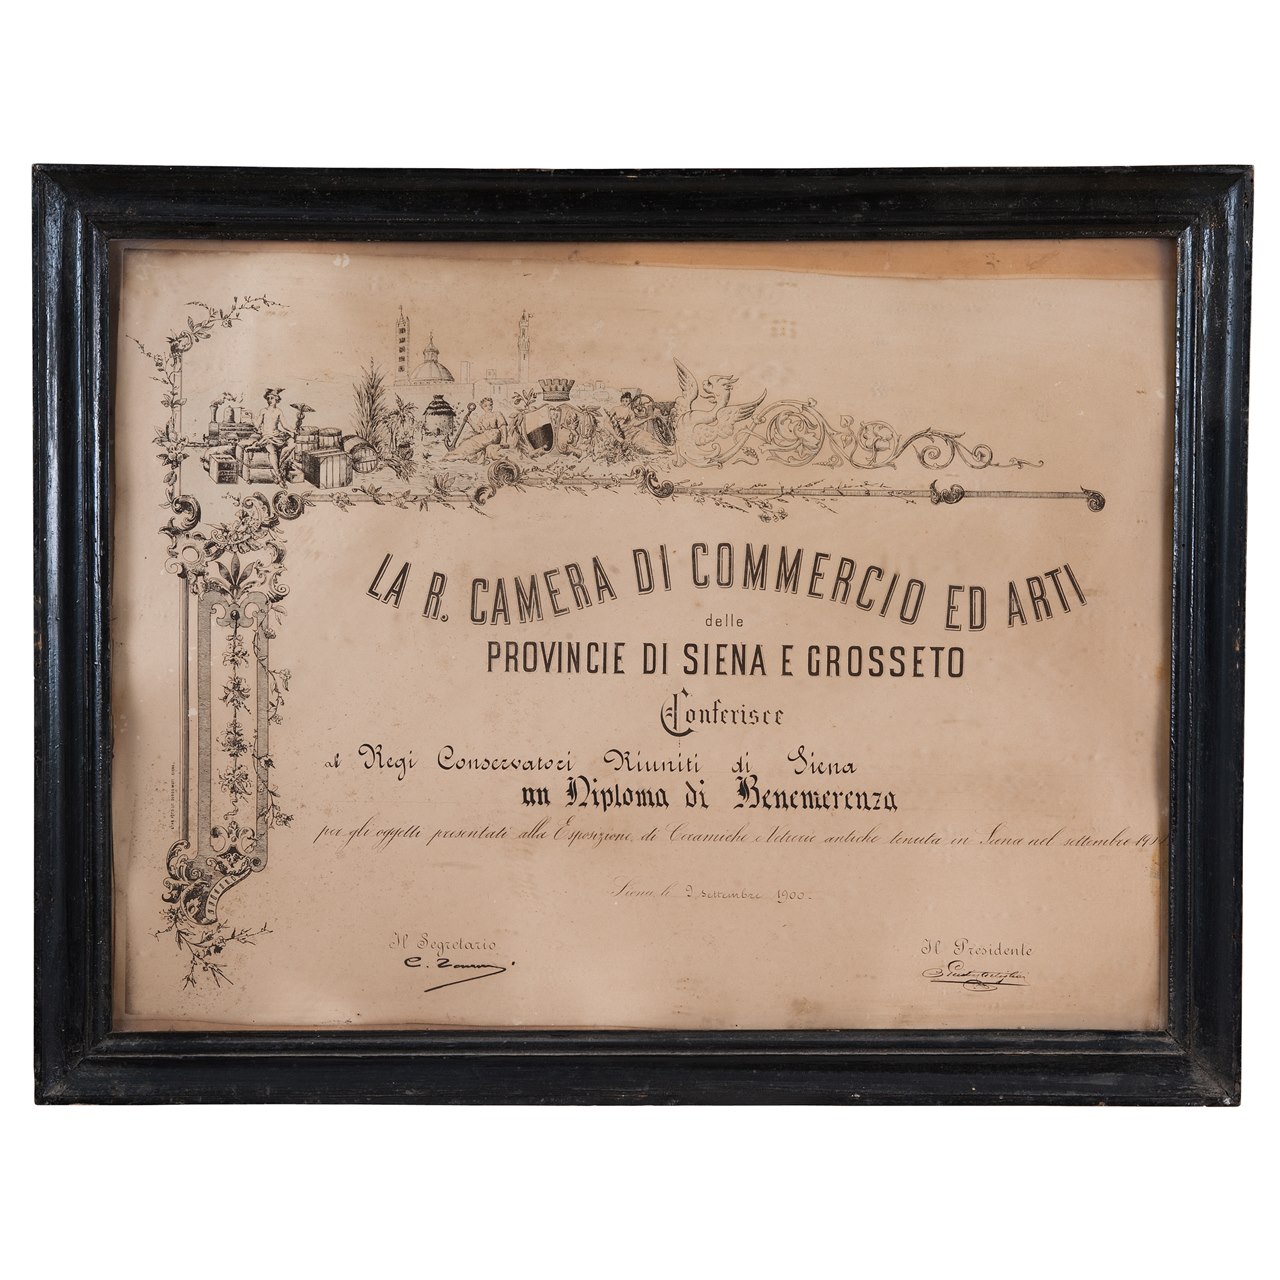 LA R. CAMERA DI COMMERCIO ED ARTI
delle
PROVINCIE DI SIENA E GROSSETO
Conferisce
ai Regi Conservatori Riuniti di Siena
un Diploma di Benemerenza
per gli oggetti presentati alla Esposizione di Ceramiche e Vetrerie antiche tenuta in Siena nel settembre
Siena, li 9 settembre 1900.
Il Segretario
Il Presidente
C.